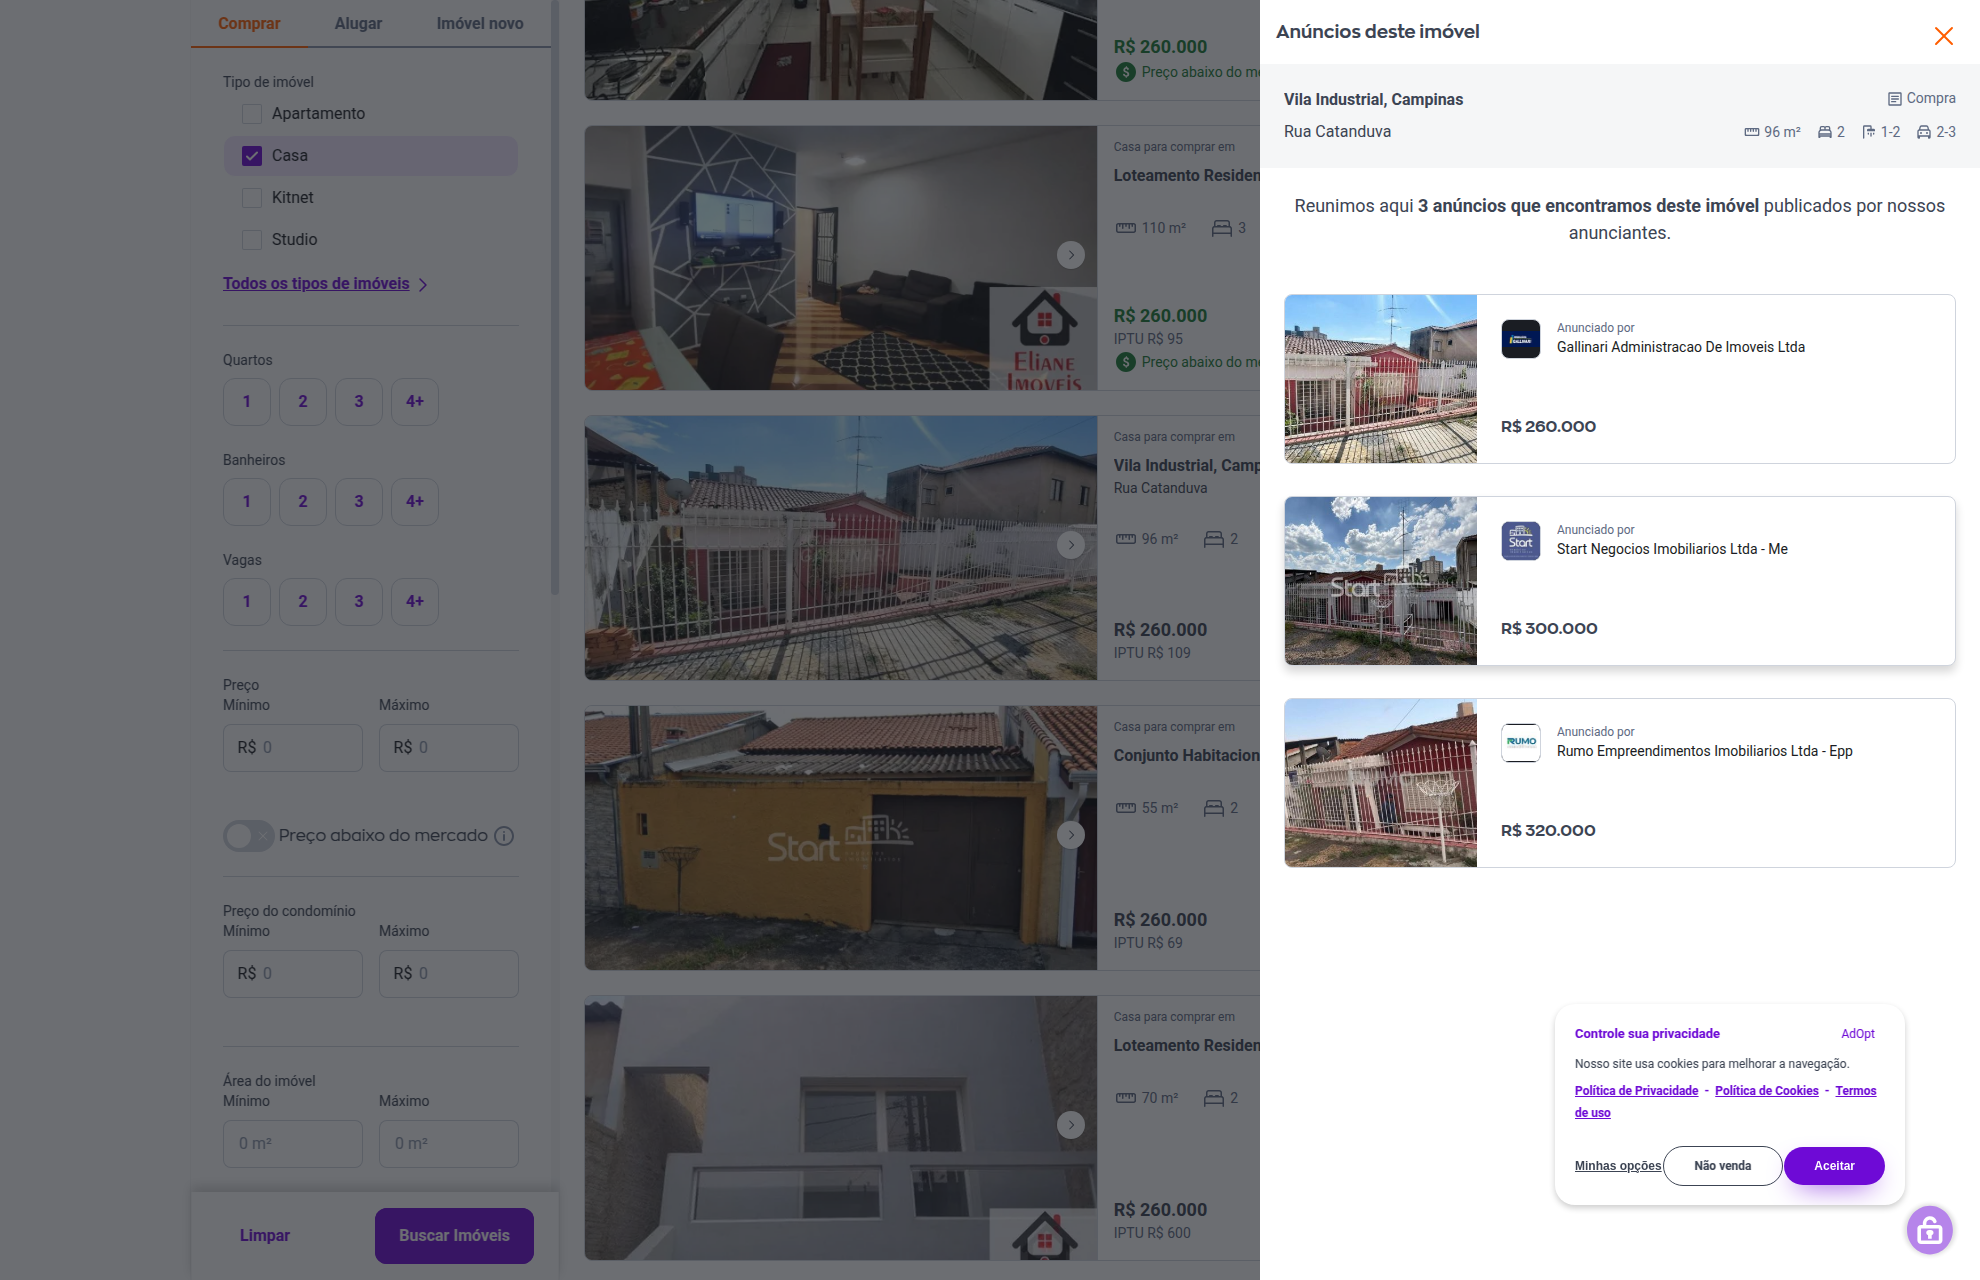 Comprar
Alugar
Imóvel novo
Tipo de imóvel
Apartamento
Casa
Kitnet
Studio
Todos os tipos de imóveis
Quartos
1
2
3
4+
Banheiros
1
2
3
4+
Vagas
1
2
3
4+
Preço
Mínimo
Máximo
R$ 0
R$ 0
Preço abaixo do mercado
Preço do condomínio
Mínimo
Máximo
R$ 0
R$ 0
Área do imóvel
Mínimo
Máximo
0 m²
0 m²
Limpar
Buscar Imóveis
R$ 260.000
Preço abaixo do me
Casa para comprar em
Loteamento Residen
110 m²
3
R$ 260.000
IPTU R$ 95
Preço abaixo do me
ELIANE
IMOVEIS
Casa para comprar em
Vila Industrial, Camp
Rua Catanduva
96 m²
2
R$ 260.000
IPTU R$ 109
Casa para comprar em
Conjunto Habitacion
55 m²
2
R$ 260.000
IPTU R$ 69
Start
Casa para comprar em
Loteamento Residen
70 m²
2
R$ 260.000
IPTU R$ 600
Anúncios deste imóvel
Vila Industrial, Campinas
Compra
Rua Catanduva
96 m²
2
1-2
2-3
Reunimos aqui 3 anúncios que encontramos deste imóvel publicados por nossos
anunciantes.
GALLINARI
Anunciado por
Gallinari Administracao De Imoveis Ltda
R$ 260.000
Start
Start
Anunciado por
Start Negocios Imobiliarios Ltda - Me
R$ 300.000
RUMO
Anunciado por
Rumo Empreendimentos Imobiliarios Ltda - Epp
R$ 320.000
Controle sua privacidade
AdOpt
Nosso site usa cookies para melhorar a navegação.
Política de Privacidade - Política de Cookies - Termos
de uso
Minhas opções
Não venda
Aceitar